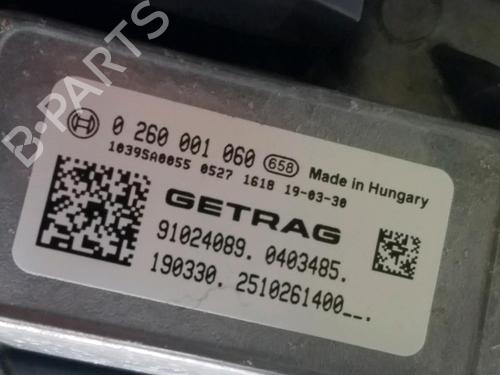 B-PARTS
0 260 001 060 658 Made in Hungary
1039SA0055 0527 1618 19-03-30
GETRAG
91024089. 0403485.
190330. 2510261400__.